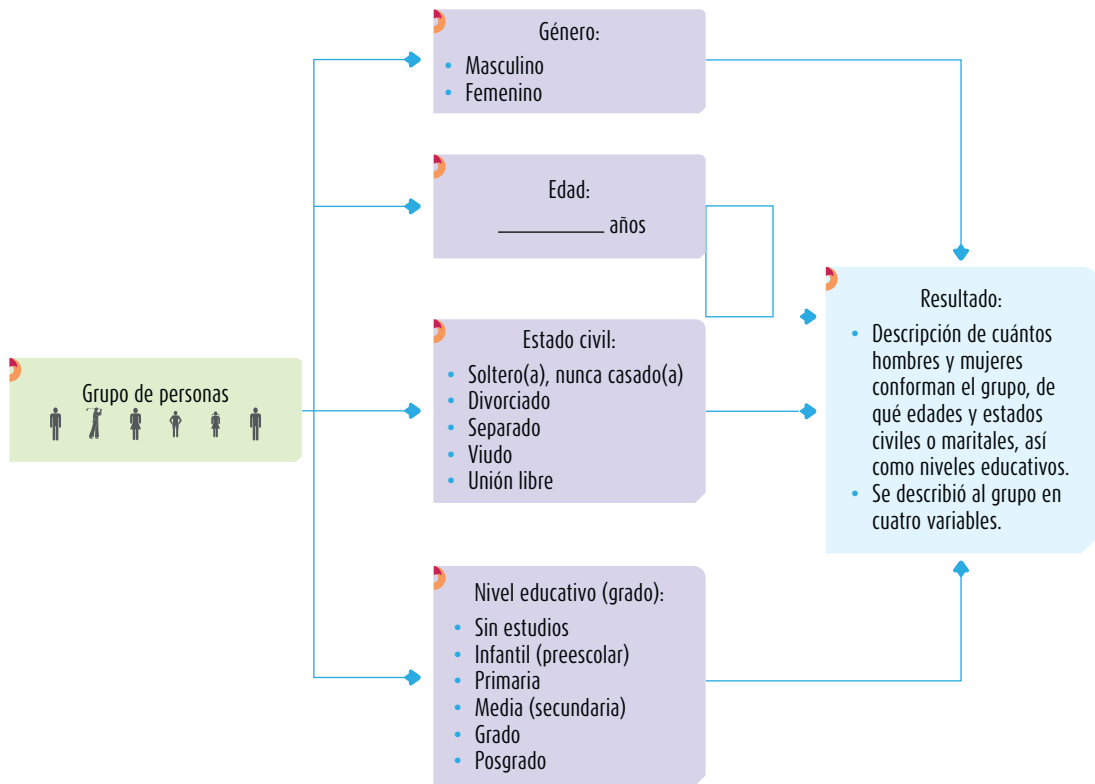 Género:
• Masculino
• Femenino
Edad:
__________ años
Estado civil:
• Soltero(a), nunca casado(a)
• Divorciado
• Separado
• Viudo
• Unión libre
Nivel educativo (grado):
• Sin estudios
• Infantil (preescolar)
• Primaria
• Media (secundaria)
• Grado
• Posgrado
Grupo de personas
Resultado:
• Descripción de cuántos
hombres y mujeres
conforman el grupo, de
qué edades y estados
civiles o maritales, así
como niveles educativos.
• Se describió al grupo en
cuatro variables.